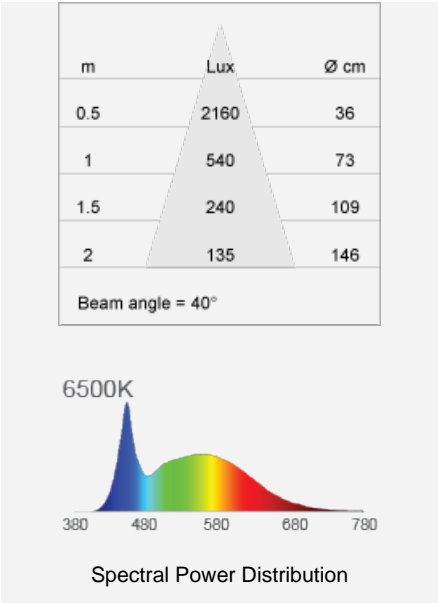 m Lux Ø cm
0.5 2160 36
1 540 73
1.5 240 109
2 135 146
Beam angle = 40°
6500K
380 480 580 680 780
Spectral Power Distribution